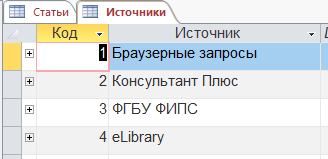 Статьи Источники
Код Источник
1 Браузерные запросы
2 Консультант Плюс
3 ФГБУ ФИПС
4 eLibrary